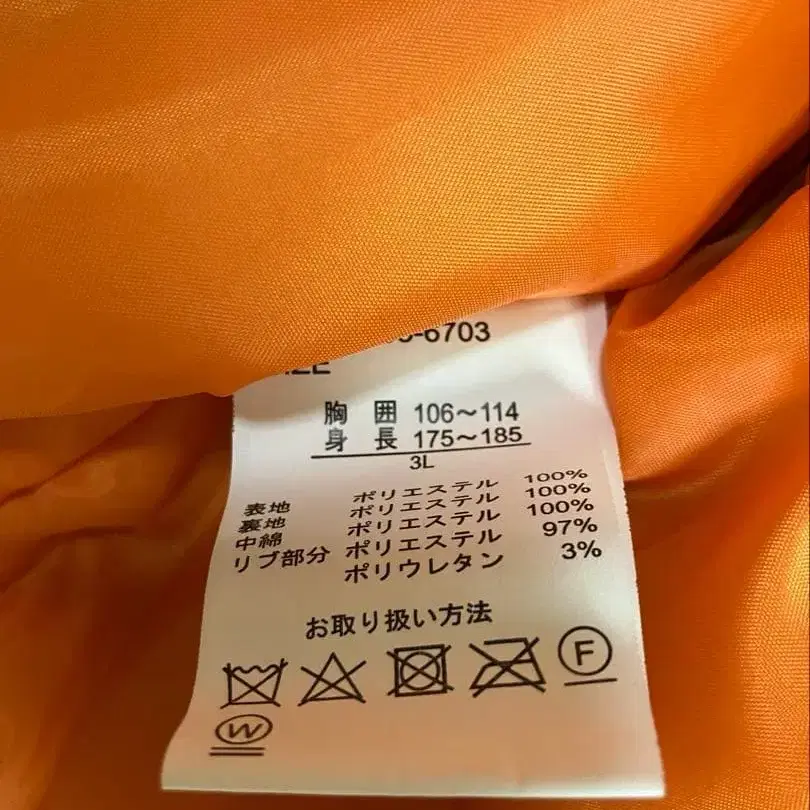 -6703
胸囲 106～114
身長 175～185
3L
表地 ポリエステル 100%
裏地 ポリエステル 100%
中綿 ポリエステル 100%
リブ部分 ポリエステル 97%
ポリウレタン 3%
お取り扱い方法
F
W